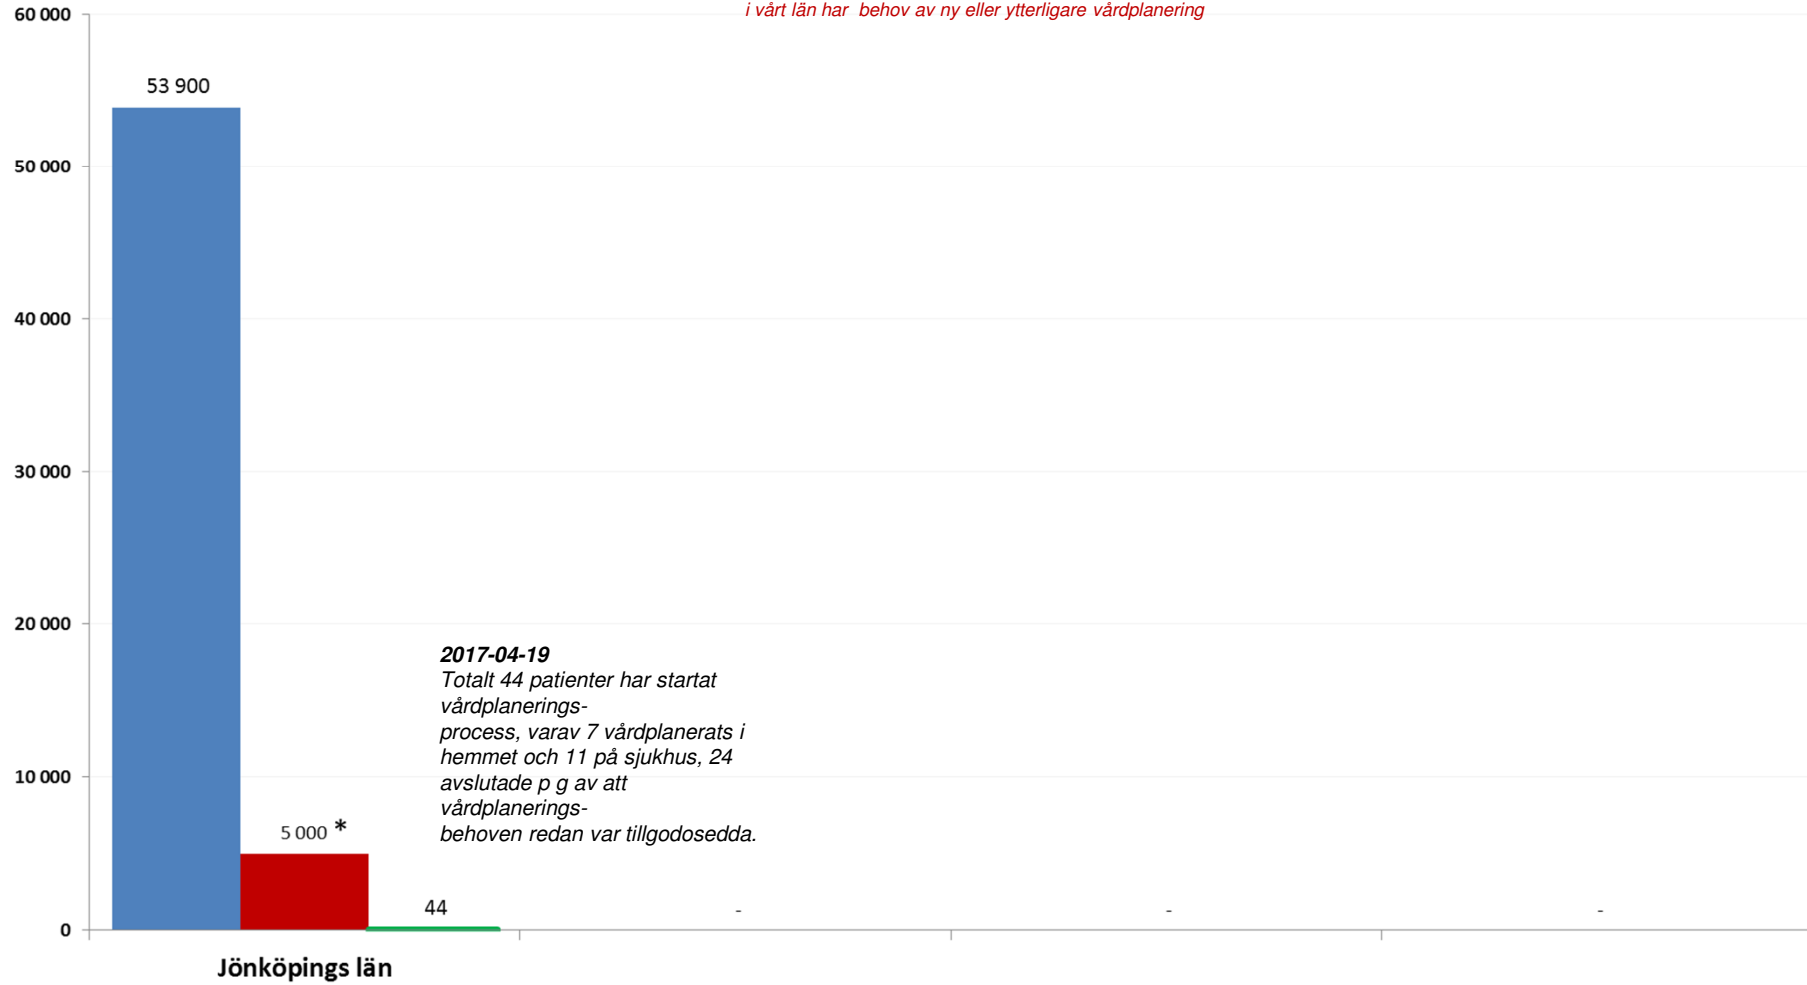 i vårt län har  behov av ny eller ytterligare vårdplanering
60 000
53 900
50 000
40 000
30 000
20 000
2017-04-19
Totalt 44 patienter har startat
vårdplanerings-
process, varav 7 vårdplanerats i
hemmet och 11 på sjukhus, 24
avslutade p g av att
vårdplanerings-
behoven redan var tillgodosedda.
10 000
5 000 *
44
-
-
-
0
Jönköpings län